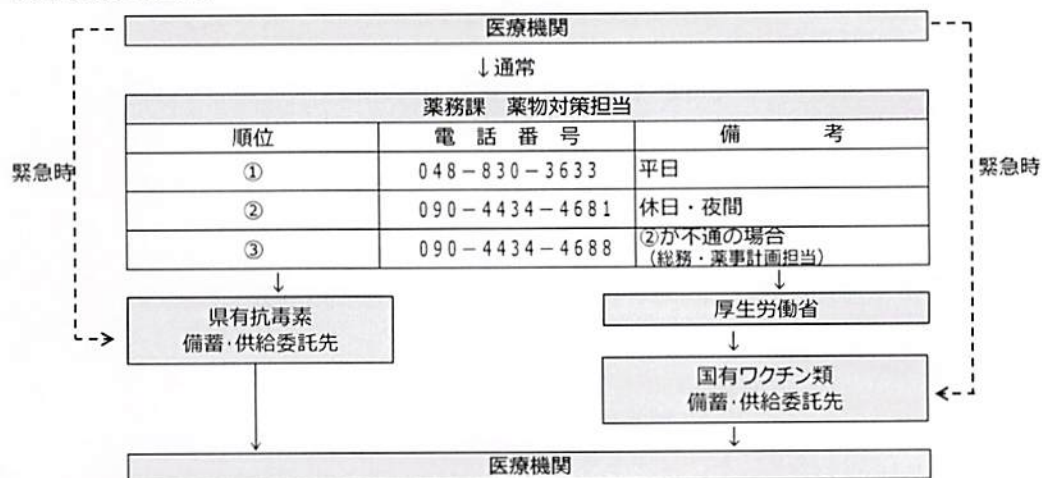 医療機関
↓通常
薬務課 薬物対策担当
順位 電話番号 備考
緊急時
緊急時
① 048－830－3633 平日
② 090－4434－4681 休日・夜間
③ 090－4434－4688 ②が不通の場合
（総務・薬事計画担当）
県有抗毒素
備蓄・供給委託先
厚生労働省
国有ワクチン類
備蓄・供給委託先
医療機関